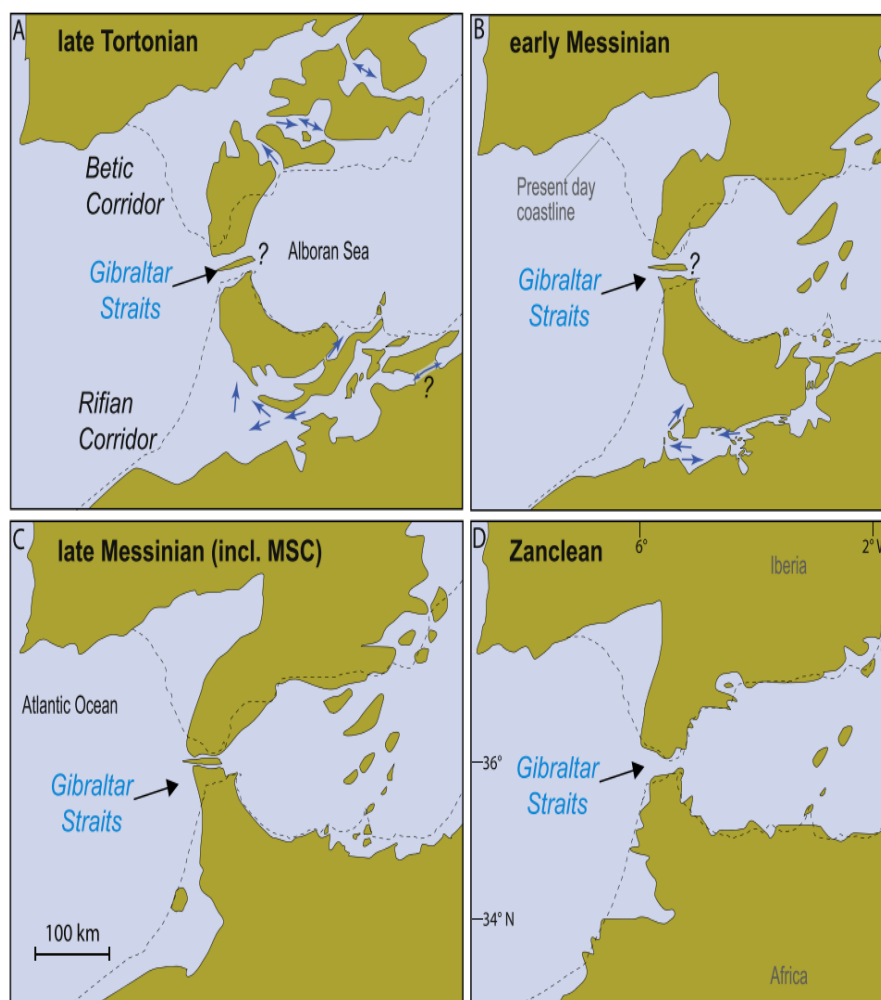 A
late Tortonian
Betic
Corridor
Gibraltar
Straits
?
Alboran Sea
Rifian
Corridor
?
B
early Messinian
Present day
coastline
Gibraltar
Straits
?
C
late Messinian (incl. MSC)
Atlantic Ocean
Gibraltar
Straits
100 km
D
Zanclean
6°
2° W
Iberia
Gibraltar
Straits
36°
34° N
Africa